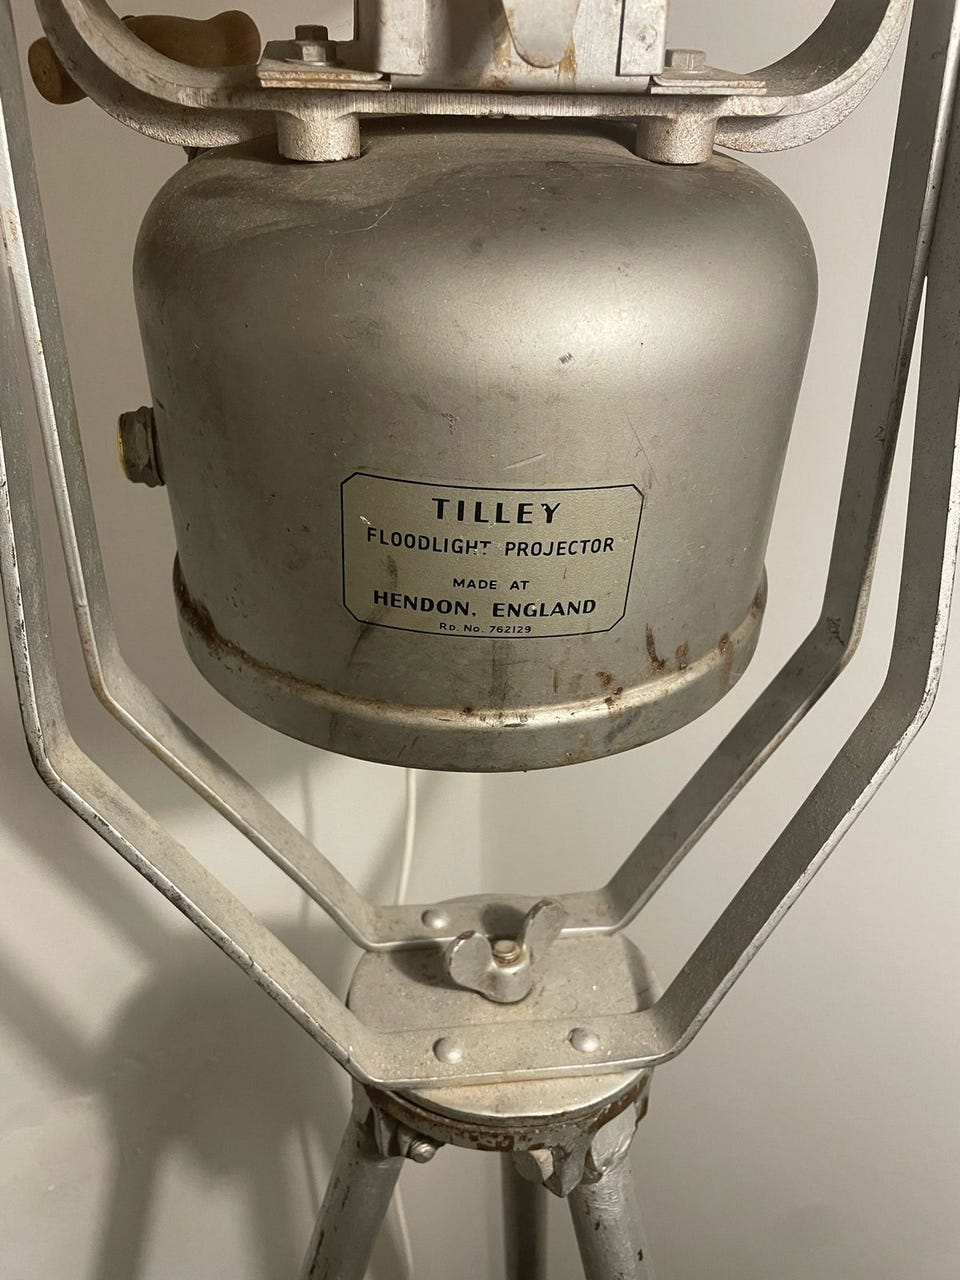 TILLEY
FLOODLIGHT PROJECTOR
MADE AT
HENDON, ENGLAND
RD. NO. 762129